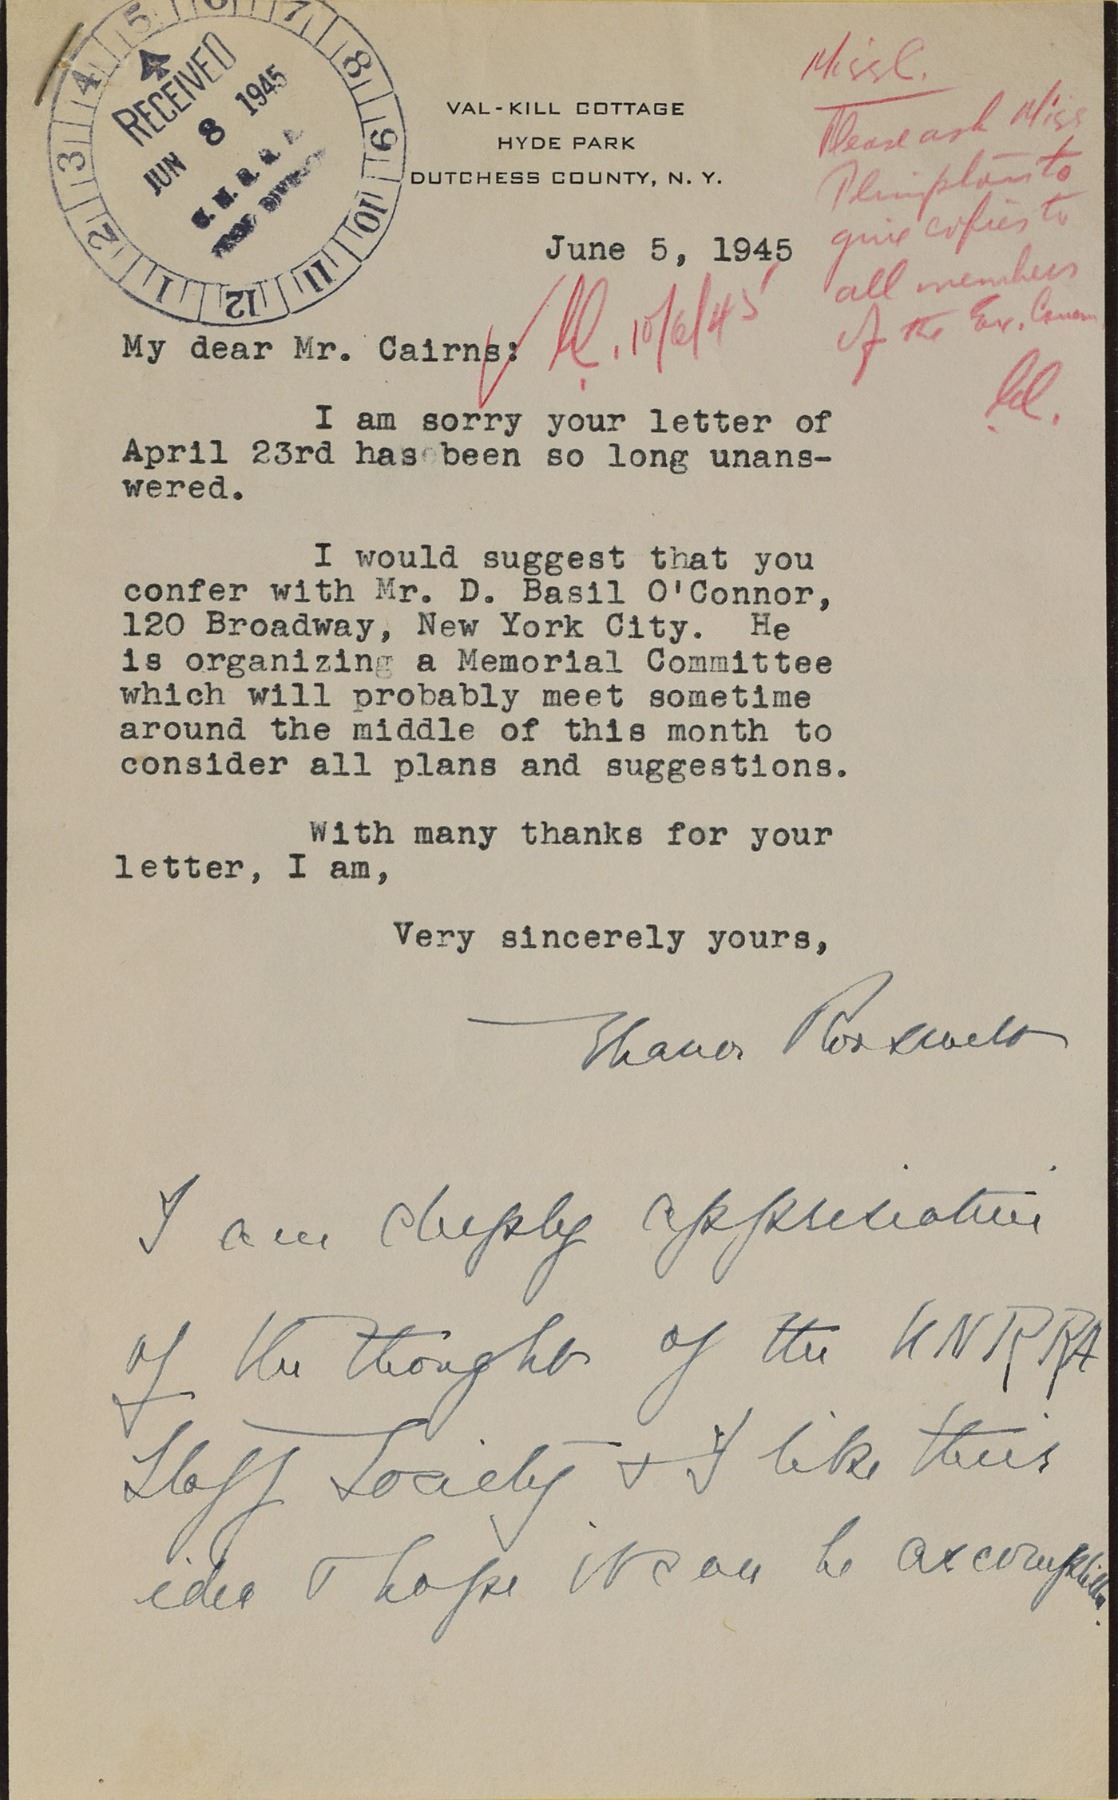 5 6 7 8 9 10 11 12 1 2 3 4
RECEIVED
JUN 8 1945
U. N. R. R. A.
DIVISION
VAL-KILL COTTAGE
HYDE PARK
DUTCHESS COUNTY, N. Y.
Miss C.
Please ask Miss
Plimpton to
give copies to
all members
of the Ex. Comm
June 5, 1945
10/6/45
My dear Mr. Cairns:
I am sorry your letter of
April 23rd has been so long unans-
wered.
I would suggest that you
confer with Mr. D. Basil O'Connor,
120 Broadway, New York City. He
is organizing a Memorial Committee
which will probably meet sometime
around the middle of this month to
consider all plans and suggestions.
With many thanks for your
letter, I am,
Very sincerely yours,
Eleanor Roosevelt
I am deeply appreciative
of the thought of the UNRRA
Staff Society & I like their
idea & hope it can be accomplished.